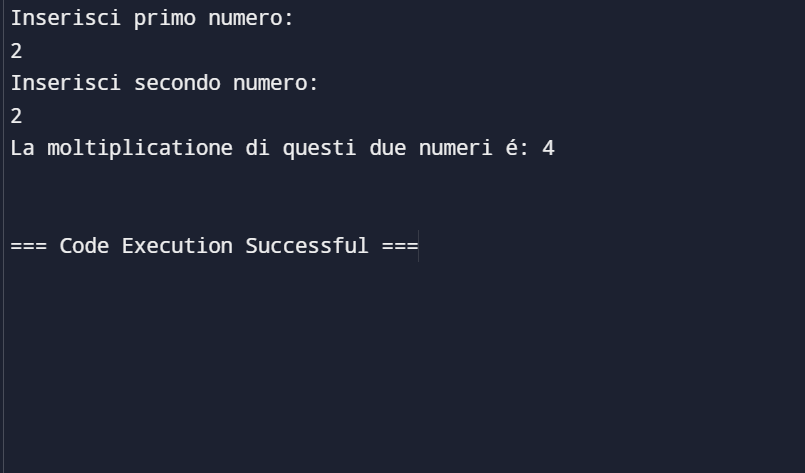 Inserisci primo numero:
2
Inserisci secondo numero:
2
La moltiplicatione di questi due numeri é: 4
=== Code Execution Successful ===